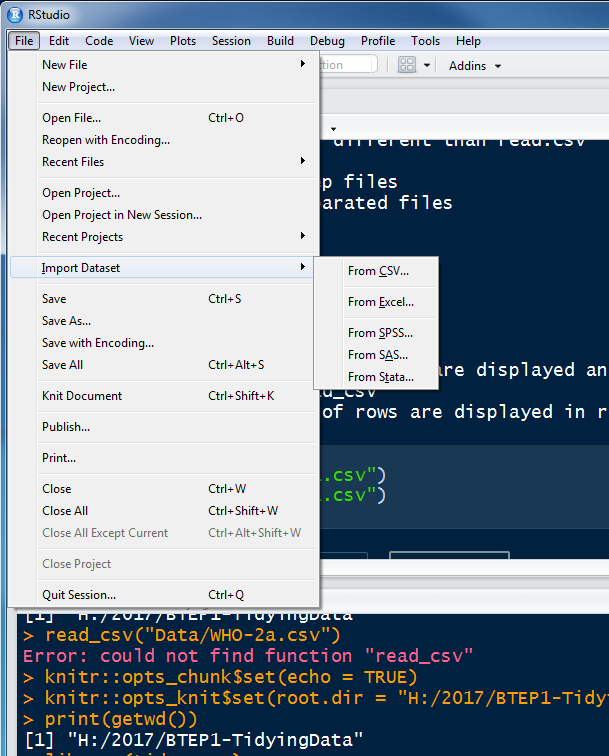 RStudio
File Edit Code View Plots Session Build Debug Profile Tools Help
New File
New Project...
Open File... Ctrl+O
Reopen with Encoding...
Recent Files
Open Project...
Open Project in New Session...
Recent Projects
Import Dataset
Save Ctrl+S
Save As...
Save with Encoding...
Save All Ctrl+Alt+S
Knit Document Ctrl+Shift+K
Publish...
Print...
Close Ctrl+W
Close All Ctrl+Shift+W
Close All Except Current Ctrl+Alt+Shift+W
Close Project
Quit Session... Ctrl+Q
From CSV...
From Excel...
From SPSS...
From SAS...
From Stata...
Addins
different than read.csv
files
files
are displayed
of rows are displayed in
.csv")
.csv")
[1] "H:/2017/BTEP1-TidyingData"
> read_csv("Data/WHO-2a.csv")
Error: could not find function "read_csv"
> knitr::opts_chunk$set(echo = TRUE)
> knitr::opts_knit$set(root.dir = "H:/2017/BTEP1-Tidy
> print(getwd())
[1] "H:/2017/BTEP1-TidyingData"